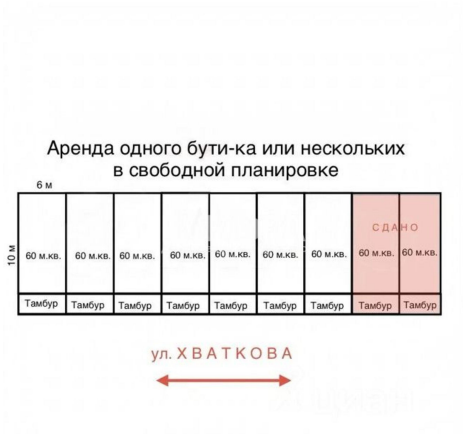 Аренда одного бути-ка или нескольких
в свободной планировке
6 м
10 м
СДАНО
60 м.кв. 60 м.кв. 60 м.кв. 60 м.кв. 60 м.кв. 60 м.кв. 60 м.кв. 60 м.кв. 60 м.кв.
Тамбур Тамбур Тамбур Тамбур Тамбур Тамбур Тамбур Тамбур Тамбур
ул. ХВАТКОВА